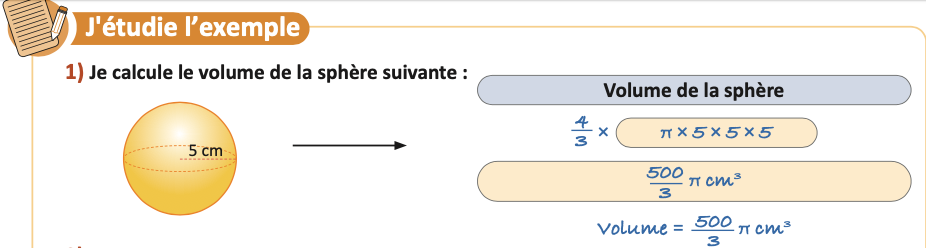 J'étudie l'exemple
1) Je calcule le volume de la sphère suivante :
5 cm
Volume de la sphère
4/3 × π × 5 × 5 × 5
500/3 π cm³
Volume = 500/3 π cm³